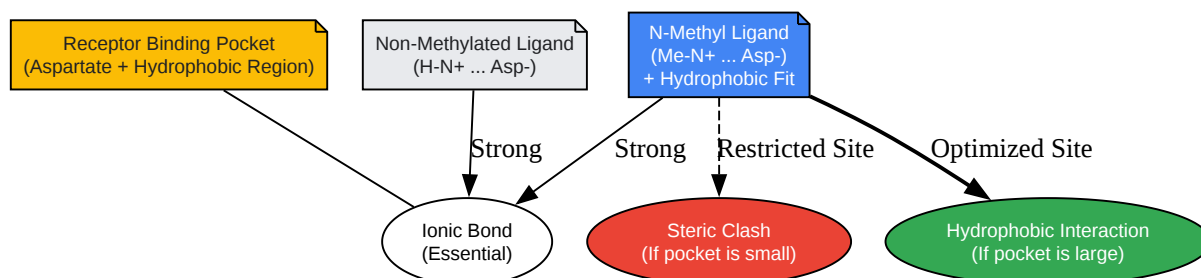 Receptor Binding Pocket
(Aspartate + Hydrophobic Region)
Non-Methylated Ligand
(H-N+ ... Asp-)
N-Methyl Ligand
(Me-N+ ... Asp-)
+ Hydrophobic Fit
Strong
Strong
Restricted Site
Optimized Site
Ionic Bond
(Essential)
Steric Clash
(If pocket is small)
Hydrophobic Interaction
(If pocket is large)